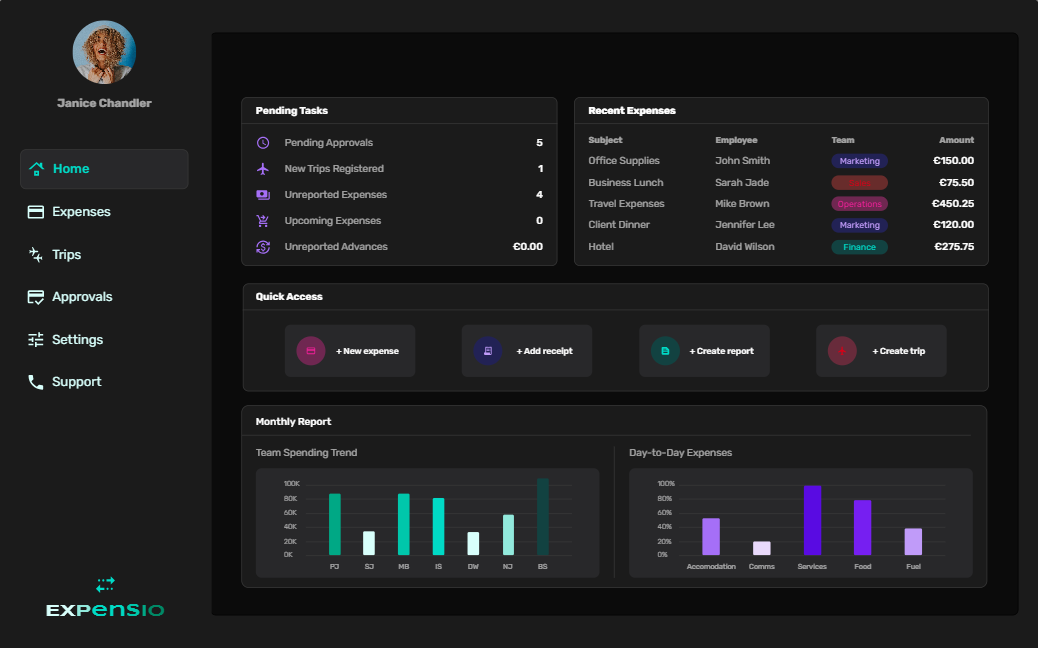 Janice Chandler
Home
Expenses
Trips
Approvals
Settings
Support
EXPENSIO
Pending Tasks
Pending Approvals 5
New Trips Registered 1
Unreported Expenses 4
Upcoming Expenses 0
Unreported Advances €0.00
Recent Expenses
Subject Employee Team Amount
Office Supplies John Smith Marketing €150.00
Business Lunch Sarah Jade €75.50
Travel Expenses Mike Brown Operations €450.25
Client Dinner Jennifer Lee Marketing €120.00
Hotel David Wilson Finance €275.75
Quick Access
+ New expense
+ Add receipt
+ Create report
+ Create trip
Monthly Report
Team Spending Trend
100K
80K
60K
40K
20K
0K
PJ SJ MB IS DW NJ BS
Day-to-Day Expenses
100%
80%
60%
40%
20%
0%
Accomodation Comms Services Food Fuel